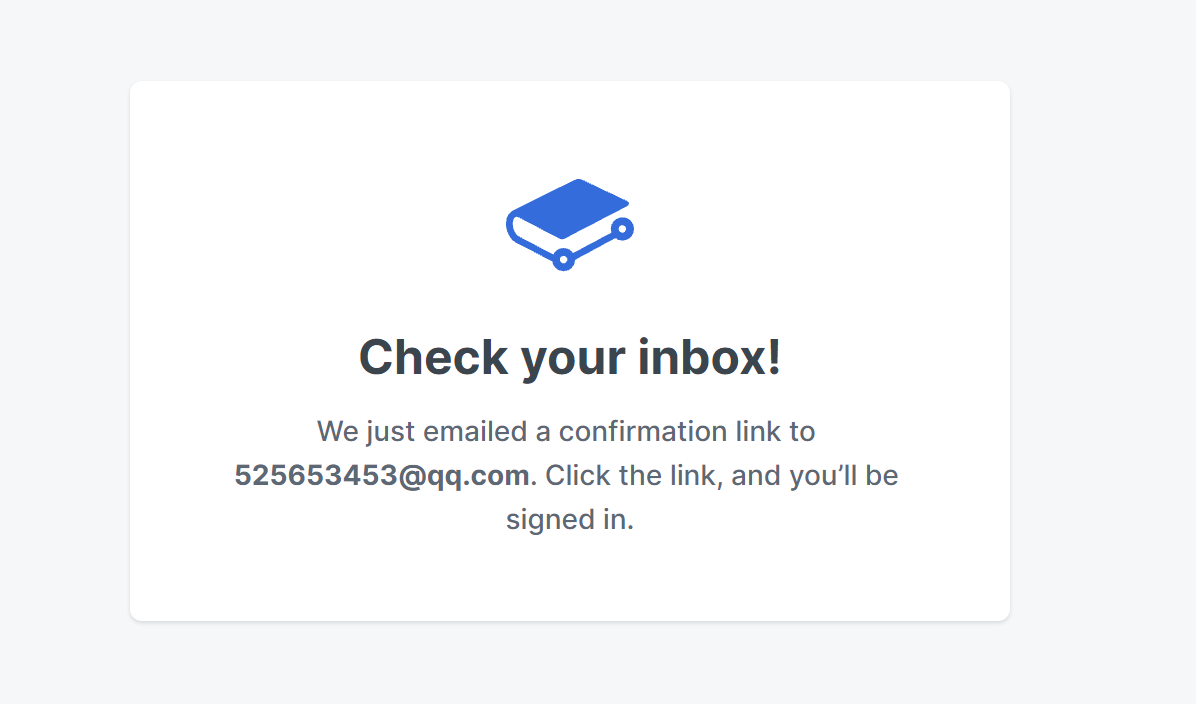 Check your inbox!
We just emailed a confirmation link to
525653453@qq.com. Click the link, and you’ll be
signed in.